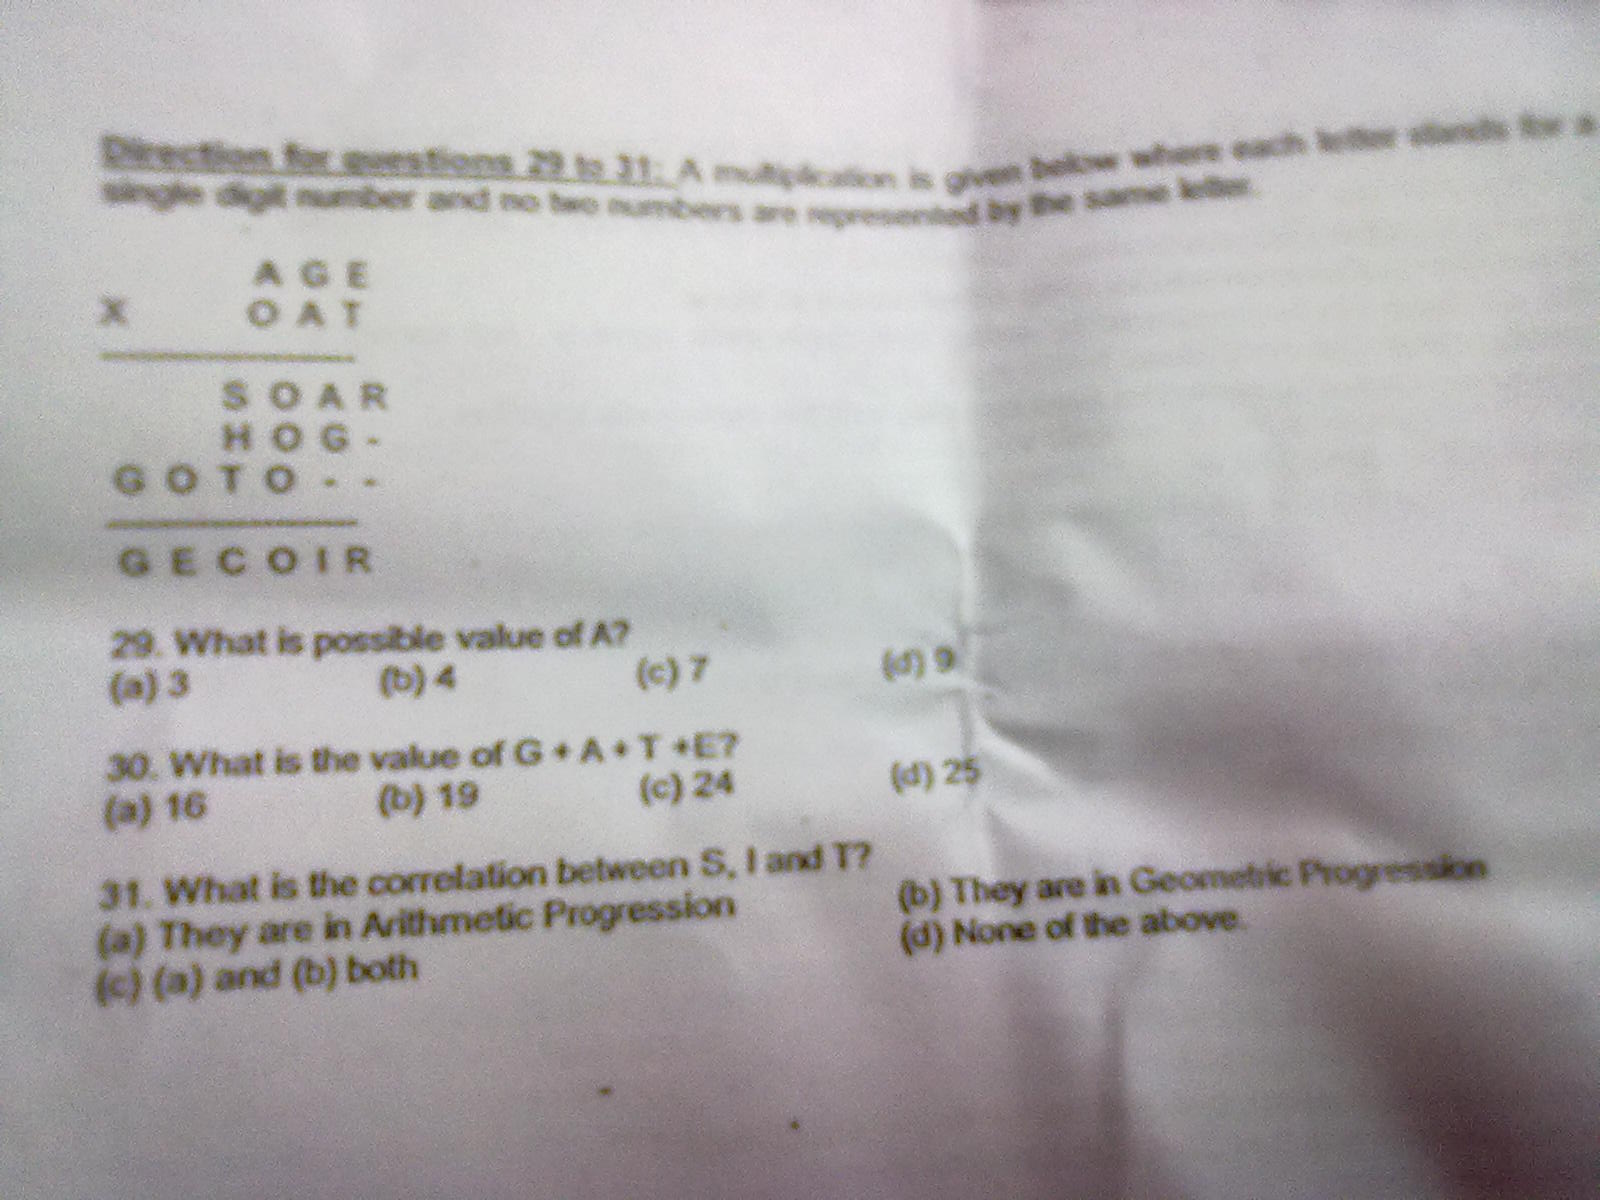 Direction for questions 29 to 31: A multiplication is given below where each letter stands for a
single digit number and no two numbers are represented by the same letter.
A G E
X O A T
S O A R
H O G -
G O T O - -
G E C O I R
29. What is possible value of A?
(a) 3 (b) 4 (c) 7 (d) 9
30. What is the value of G + A + T + E?
(a) 16 (b) 19 (c) 24 (d) 25
31. What is the correlation between S, I and T?
(a) They are in Arithmetic Progression (b) They are in Geometric Progression
(c) (a) and (b) both (d) None of the above.